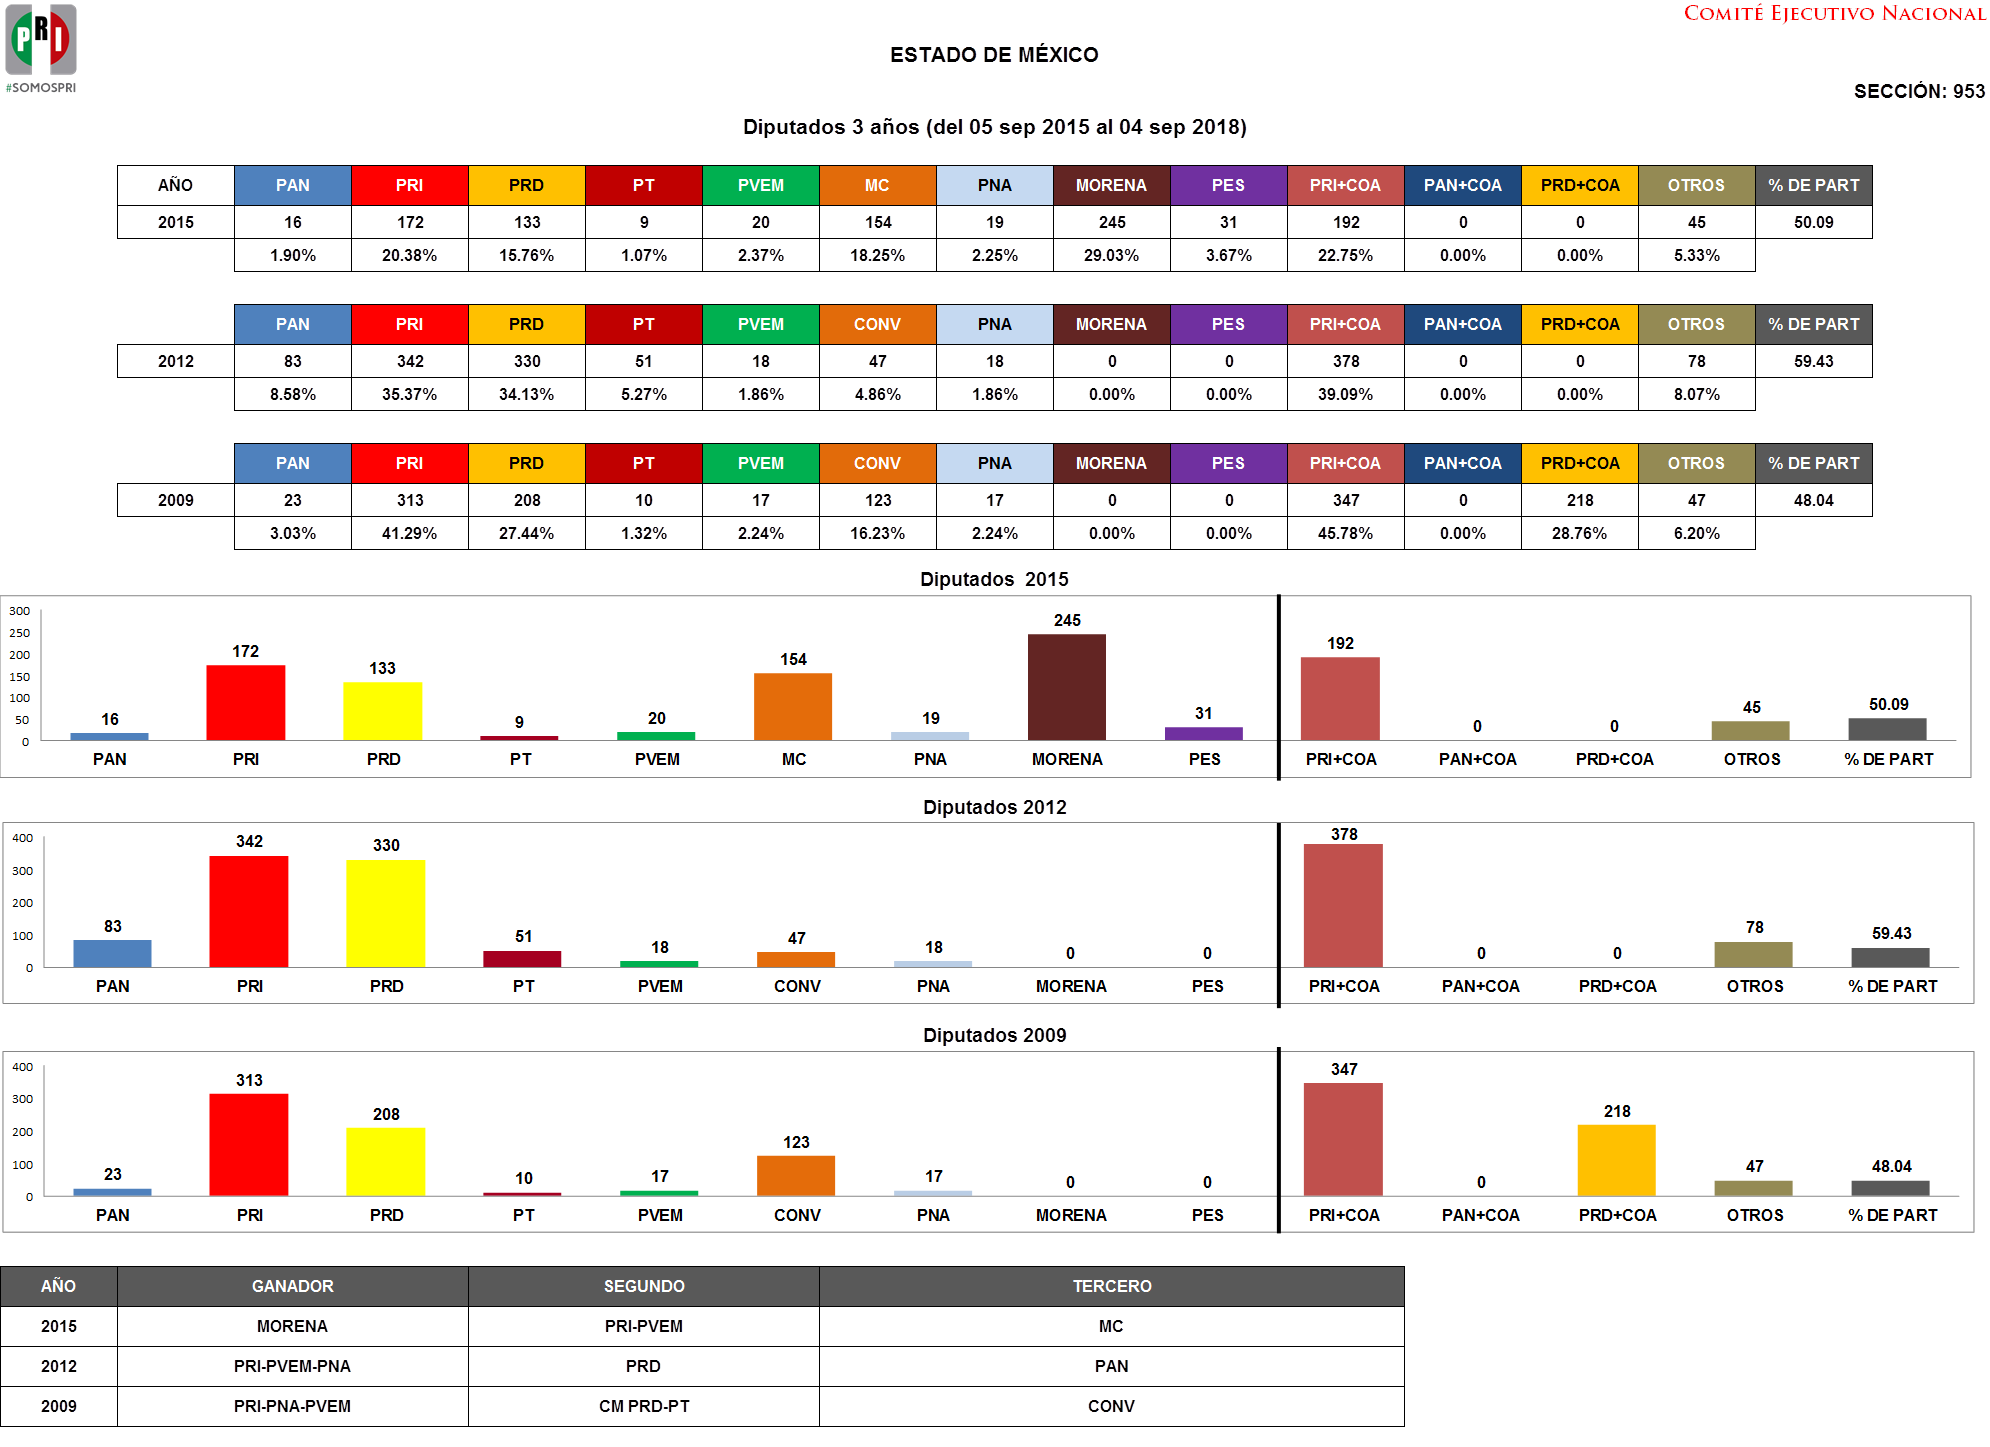 PRI
#SOMOSPRI
COMITÉ EJECUTIVO NACIONAL
ESTADO DE MÉXICO
SECCIÓN: 953
Diputados 3 años (del 05 sep 2015 al 04 sep 2018)
AÑO PAN PRI PRD PT PVEM MC PNA MORENA PES PRI+COA PAN+COA PRD+COA OTROS % DE PART
2015 16 172 133 9 20 154 19 245 31 192 0 0 45 50.09
1.90% 20.38% 15.76% 1.07% 2.37% 18.25% 2.25% 29.03% 3.67% 22.75% 0.00% 0.00% 5.33%
PAN PRI PRD PT PVEM CONV PNA MORENA PES PRI+COA PAN+COA PRD+COA OTROS % DE PART
2012 83 342 330 51 18 47 18 0 0 378 0 0 78 59.43
8.58% 35.37% 34.13% 5.27% 1.86% 4.86% 1.86% 0.00% 0.00% 39.09% 0.00% 0.00% 8.07%
PAN PRI PRD PT PVEM CONV PNA MORENA PES PRI+COA PAN+COA PRD+COA OTROS % DE PART
2009 23 313 208 10 17 123 17 0 0 347 0 218 47 48.04
3.03% 41.29% 27.44% 1.32% 2.24% 16.23% 2.24% 0.00% 0.00% 45.78% 0.00% 28.76% 6.20%
Diputados 2015
300
250
200
150
100
50
0
16 172 133 9 20 154 19 245 31 192 0 0 45 50.09
PAN PRI PRD PT PVEM MC PNA MORENA PES PRI+COA PAN+COA PRD+COA OTROS % DE PART
Diputados 2012
400
300
200
100
0
83 342 330 51 18 47 18 0 0 378 0 0 78 59.43
PAN PRI PRD PT PVEM CONV PNA MORENA PES PRI+COA PAN+COA PRD+COA OTROS % DE PART
Diputados 2009
400
300
200
100
0
23 313 208 10 17 123 17 0 0 347 0 218 47 48.04
PAN PRI PRD PT PVEM CONV PNA MORENA PES PRI+COA PAN+COA PRD+COA OTROS % DE PART
AÑO GANADOR SEGUNDO TERCERO
2015 MORENA PRI-PVEM MC
2012 PRI-PVEM-PNA PRD PAN
2009 PRI-PNA-PVEM CM PRD-PT CONV